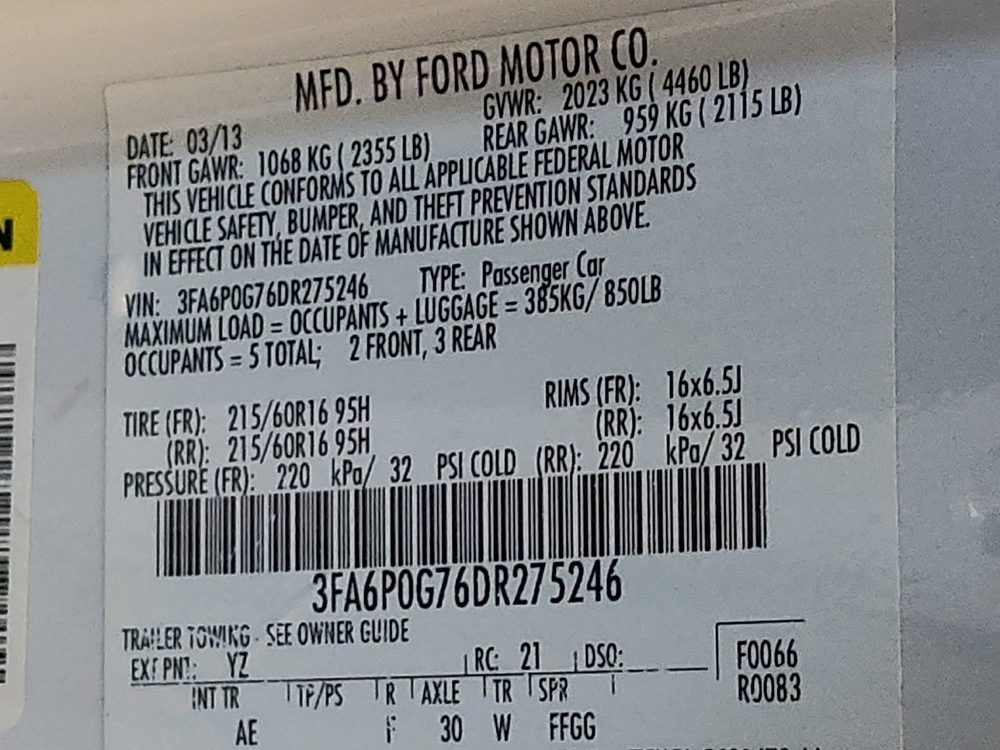 MFD. BY FORD MOTOR CO.
DATE: 03/13 GVWR: 2023 KG ( 4460 LB)
FRONT GAWR: 1068 KG ( 2355 LB) REAR GAWR: 959 KG ( 2115 LB)
THIS VEHICLE CONFORMS TO ALL APPLICABLE FEDERAL MOTOR
VEHICLE SAFETY, BUMPER, AND THEFT PREVENTION STANDARDS
IN EFFECT ON THE DATE OF MANUFACTURE SHOWN ABOVE.
VIN: 3FA6P0G76DR275246 TYPE: Passenger Car
MAXIMUM LOAD = OCCUPANTS + LUGGAGE = 385KG/ 850LB
OCCUPANTS = 5 TOTAL; 2 FRONT, 3 REAR
TIRE (FR): 215/60R16 95H RIMS (FR): 16x6.5J
(RR): 215/60R16 95H (RR): 16x6.5J
PRESSURE (FR): 220 kPa/ 32 PSI COLD (RR): 220 kPa/ 32 PSI COLD
3FA6P0G76DR275246
TRAILER TOWING - SEE OWNER GUIDE
EXT PNT: YZ RC: 21 DSO: F0066
INT TR TP/PS R AXLE TR SPR R0083
AE F 30 W FFGG
N